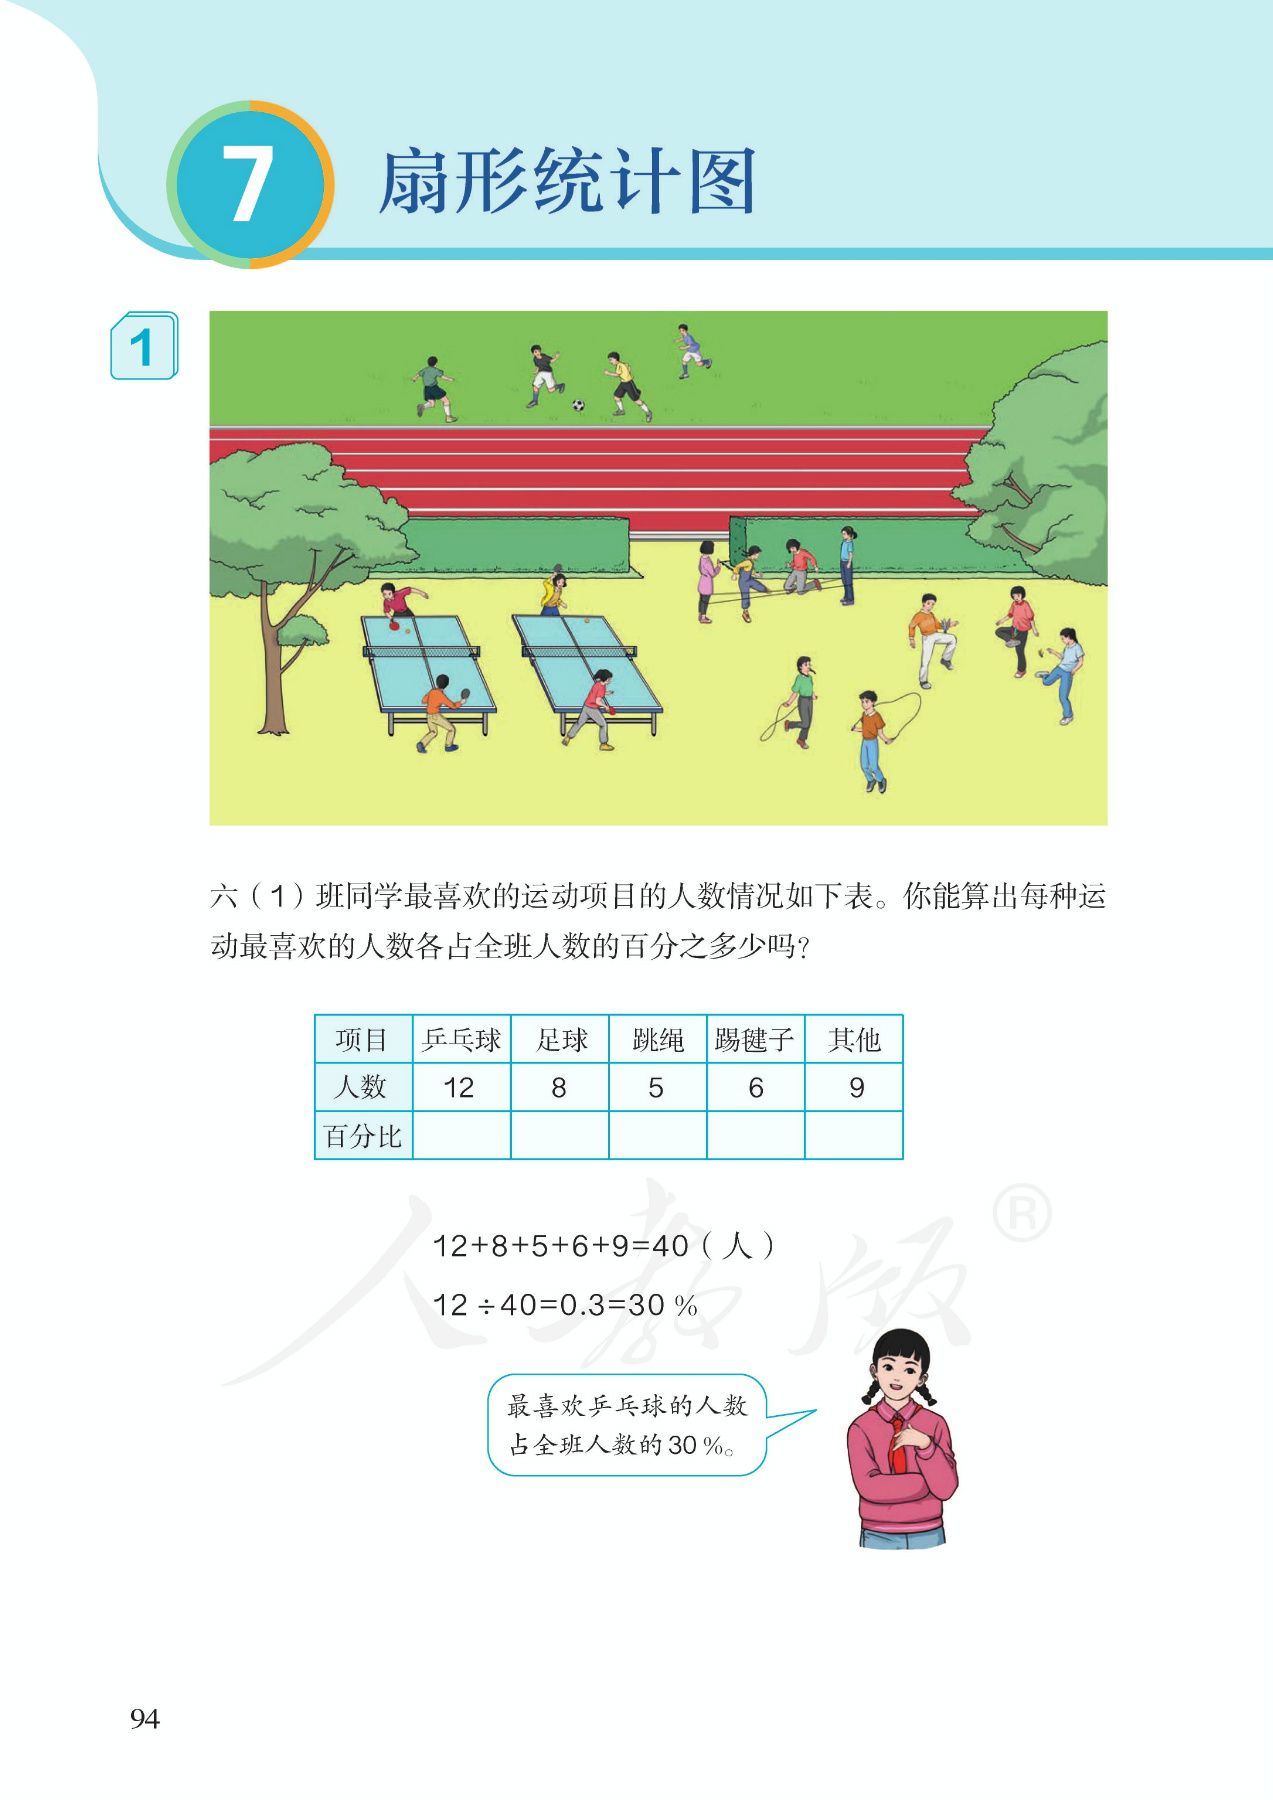 7
扇形统计图
1
六（1）班同学最喜欢的运动项目的人数情况如下表。你能算出每种运
动最喜欢的人数各占全班人数的百分之多少吗？
项目 乒乓球 足球 跳绳 踢毽子 其他
人数 12 8 5 6 9
百分比
12+8+5+6+9=40（人）
12÷40=0.3=30%
最喜欢乒乓球的人数
占全班人数的30%。
人教版®
94